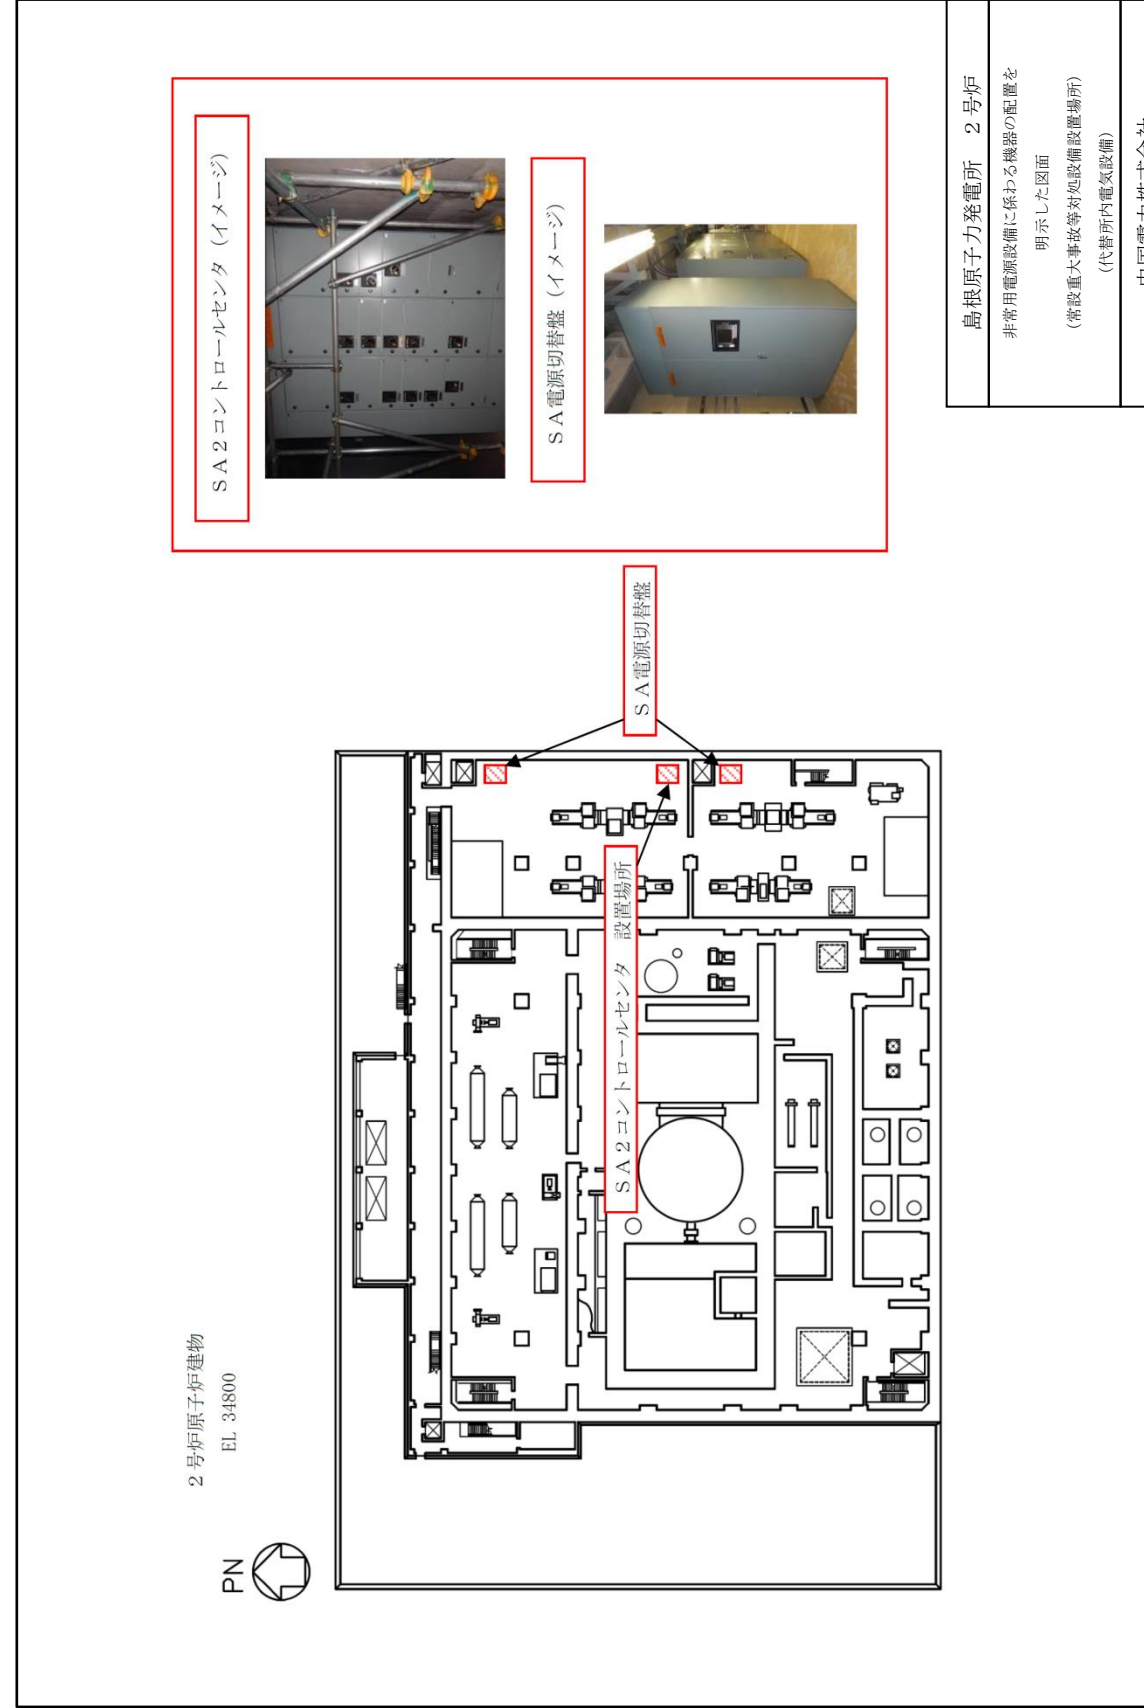 PN
２号炉原子炉建物
EL 34800
ＳＡ２コントロールセンタ　設置場所
ＳＡ電源切替盤
ＳＡ２コントロールセンタ（イメージ）
ＳＡ電源切替盤（イメージ）
島根原子力発電所　２号炉
非常用電源設備に係わる機器の配置を
明示した図面
(常設重大事故等対処設備設置場所)
(代替所内電気設備)